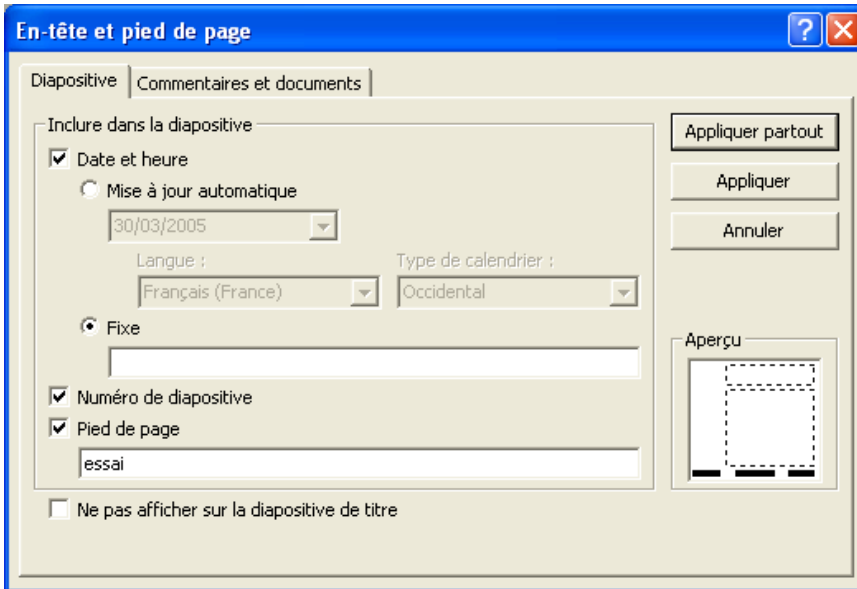 En-tête et pied de page
Diapositive Commentaires et documents
Inclure dans la diapositive
Date et heure
Mise à jour automatique
30/03/2005
Langue : Type de calendrier :
Français (France) Occidental
Fixe
Numéro de diapositive
Pied de page
essai
Ne pas afficher sur la diapositive de titre
Appliquer partout
Appliquer
Annuler
Aperçu